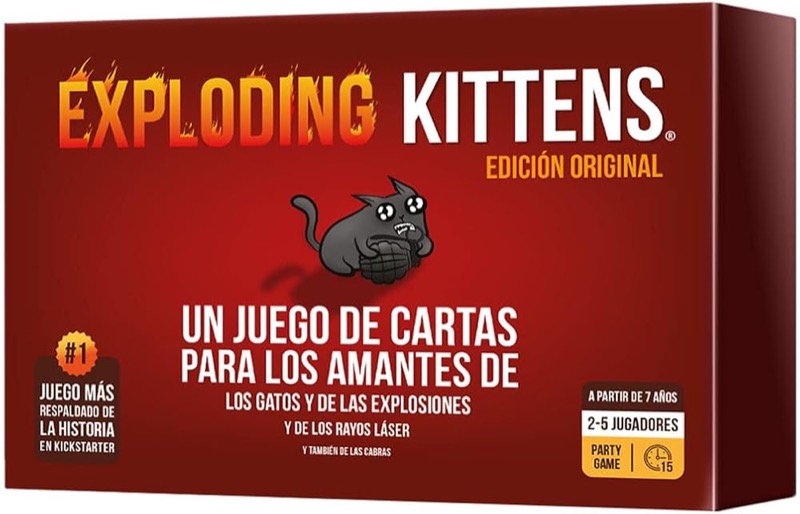 EXPLODING KITTENS®
EDICIÓN ORIGINAL
UN JUEGO DE CARTAS
PARA LOS AMANTES DE
LOS GATOS Y DE LAS EXPLOSIONES
Y DE LOS RAYOS LÁSER
Y TAMBIÉN DE LAS CABRAS
#1
JUEGO MÁS
RESPALDADO DE
LA HISTORIA
EN KICKSTARTER
A PARTIR DE 7 AÑOS
2-5 JUGADORES
PARTY
GAME
15